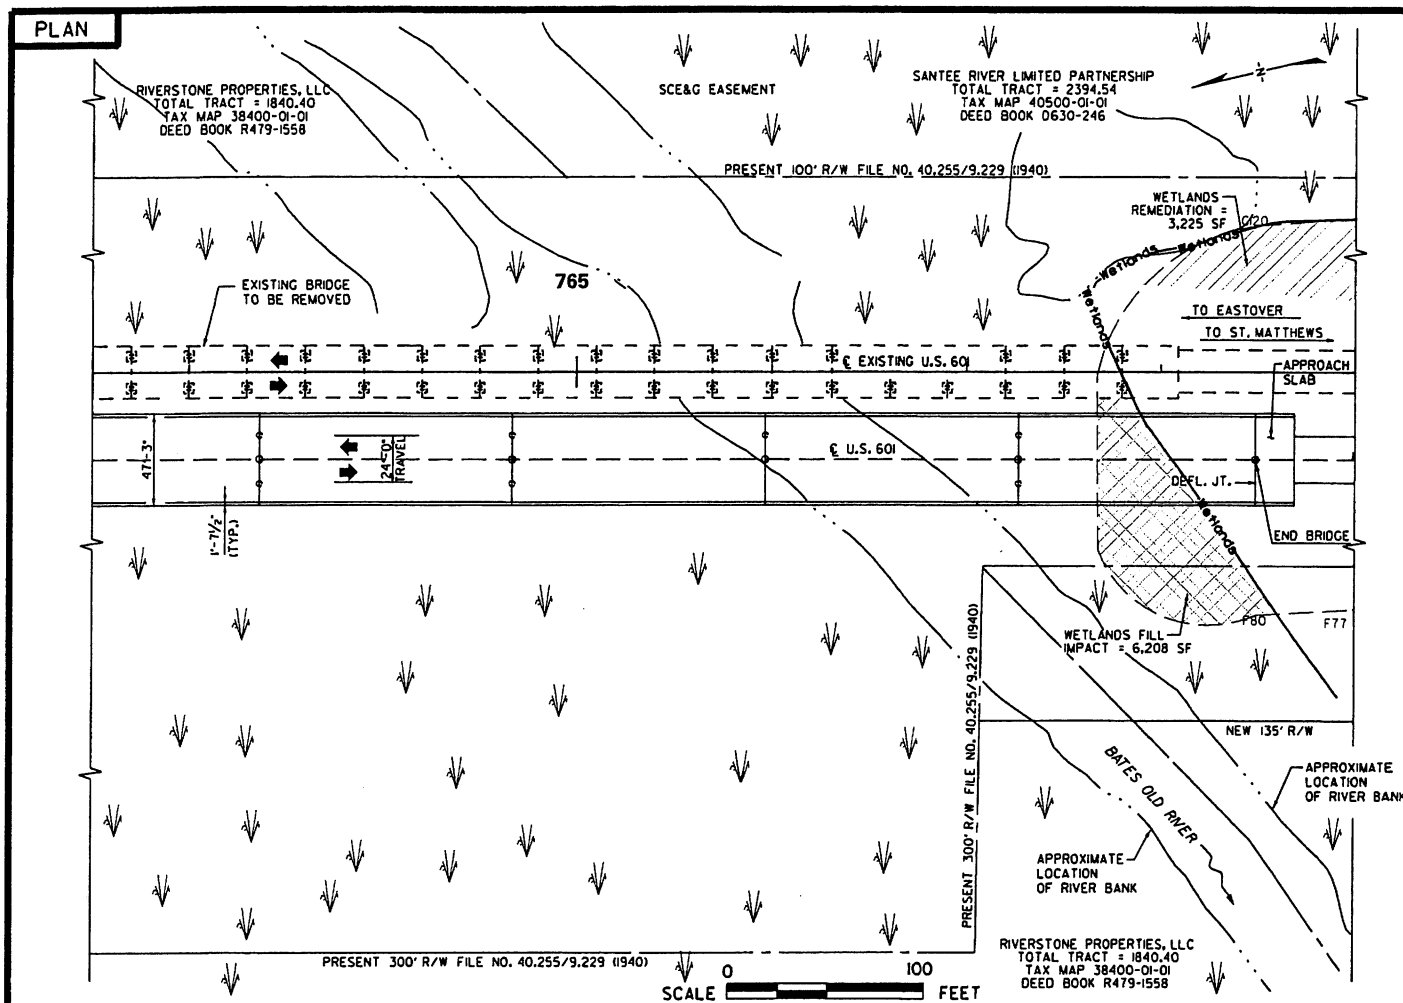 PLAN
RIVERSTONE PROPERTIES, LLC
TOTAL TRACT = 1840.40
TAX MAP 38400-01-01
DEED BOOK R479-1558
SCE&G EASEMENT
SANTEE RIVER LIMITED PARTNERSHIP
TOTAL TRACT = 2394.54
TAX MAP 40500-01-01
DEED BOOK 0630-246
N
PRESENT 100' R/W FILE NO. 40.255/9.229 (1940)
WETLANDS
REMEDIATION =
3,225 SF
G120
Wetlands
Wetlands
Wetlands
765
EXISTING BRIDGE
TO BE REMOVED
TO EASTOVER
TO ST. MATTHEWS
℄ EXISTING U.S. 601
APPROACH
SLAB
47'-3"
24'-0"
TRAVEL
℄ U.S. 601
DEFL. JT.
Wetlands
1'-7½"
(TYP.)
END BRIDGE
WETLANDS FILL
IMPACT = 6,208 SF
F80
F77
PRESENT 300' R/W FILE NO. 40.255/9.229 (1940)
NEW 135' R/W
BATES OLD RIVER
APPROXIMATE
LOCATION
OF RIVER BANK
APPROXIMATE
LOCATION
OF RIVER BANK
RIVERSTONE PROPERTIES, LLC
TOTAL TRACT = 1840.40
TAX MAP 38400-01-01
DEED BOOK R479-1558
PRESENT 300' R/W FILE NO. 40.255/9.229 (1940)
0 100
SCALE FEET